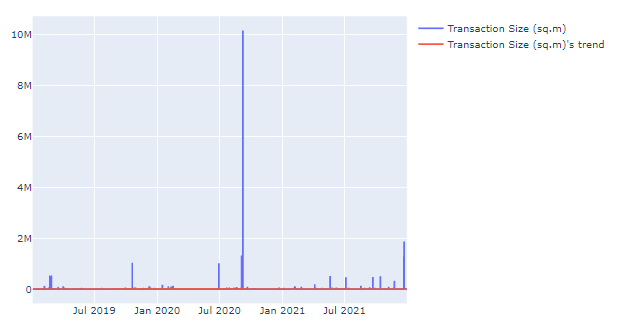 10M
8M
6M
4M
2M
0
Jul 2019
Jan 2020
Jul 2020
Jan 2021
Jul 2021
Transaction Size (sq.m)
Transaction Size (sq.m)'s trend